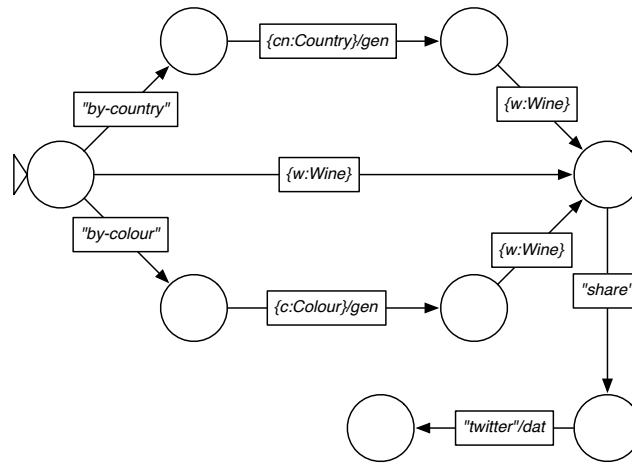 {cn:Country}/gen
"by-country"
{w:Wine}
{w:Wine}
"by-colour"
{w:Wine}
{c:Colour}/gen
"share"
"twitter"/dat